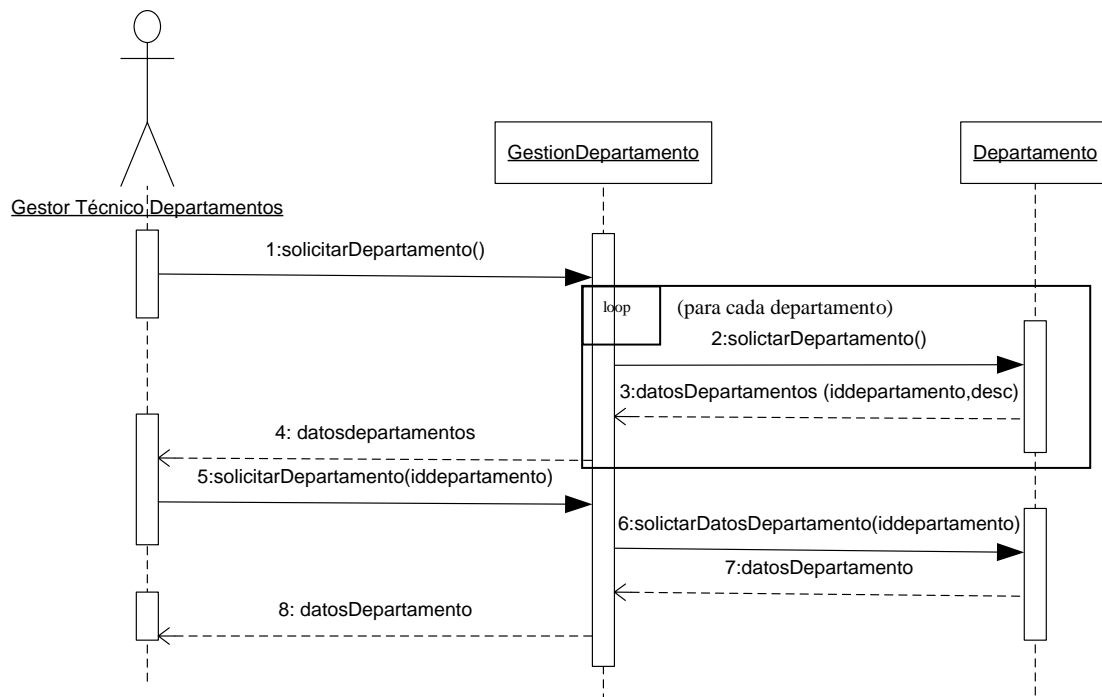 GestionDepartamento
Departamento
Gestor Técnico Departamentos
1:solicitarDepartamento()
loop
(para cada departamento)
2:solictarDepartamento()
3:datosDepartamentos (iddepartamento,desc)
4: datosdepartamentos
5:solicitarDepartamento(iddepartamento)
6:solictarDatosDepartamento(iddepartamento)
7:datosDepartamento
8: datosDepartamento